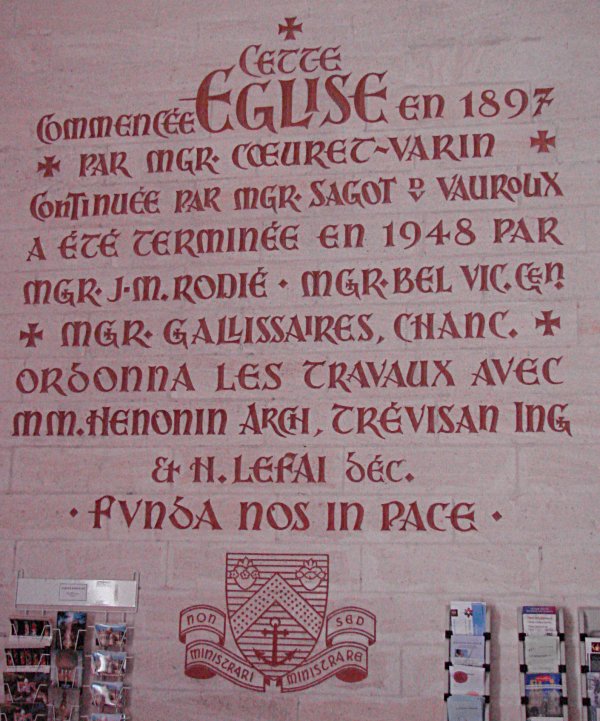 CETTE
COMMENCÉE ÉGLISE EN 1897
PAR MGR. CŒURET-VARIN
CONTINUÉE PAR MGR. SAGOT D. V. VAUROUX
A ÉTÉ TERMINÉE EN 1948 PAR
MGR. J-M. RODIÉ · MGR. BEL VIC. GÉN.
MGR. GALLISSAIRES, CHANC.
ORDONNA LES TRAVAUX AVEC
MM. HENONIN ARCH, TRÉVISAN ING
& H. LEFAI DÉC.
· FVNDA NOS IN PACE ·
NON SED
MINISTRARI MINISTRARE